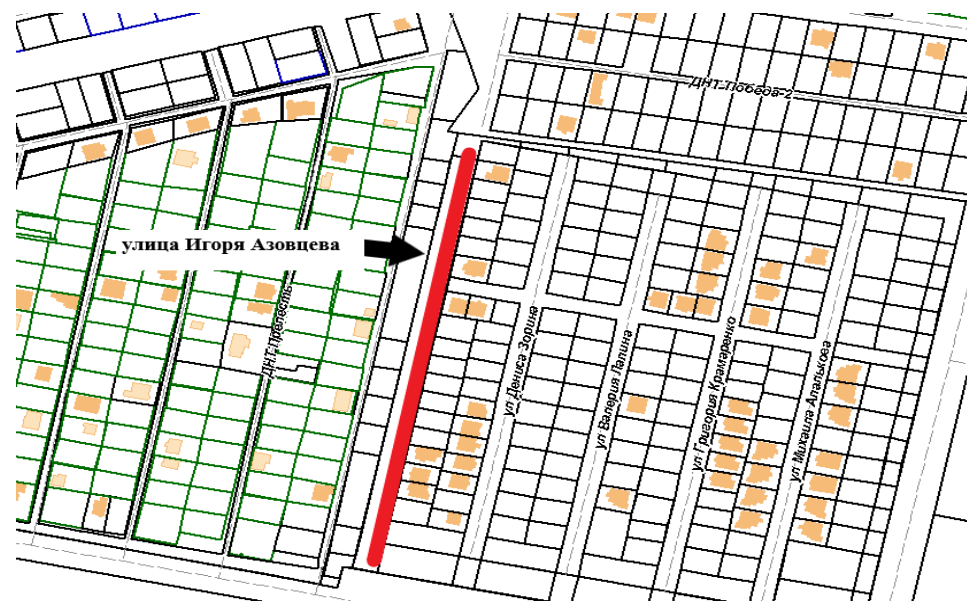 ДНТ Победа-2
улица Игоря Азовцева
ДНТ Прелесть
ул Дениса Зорина
ул Валерия Лапина
ул Григория Крамаренко
ул Михаила Апалькова